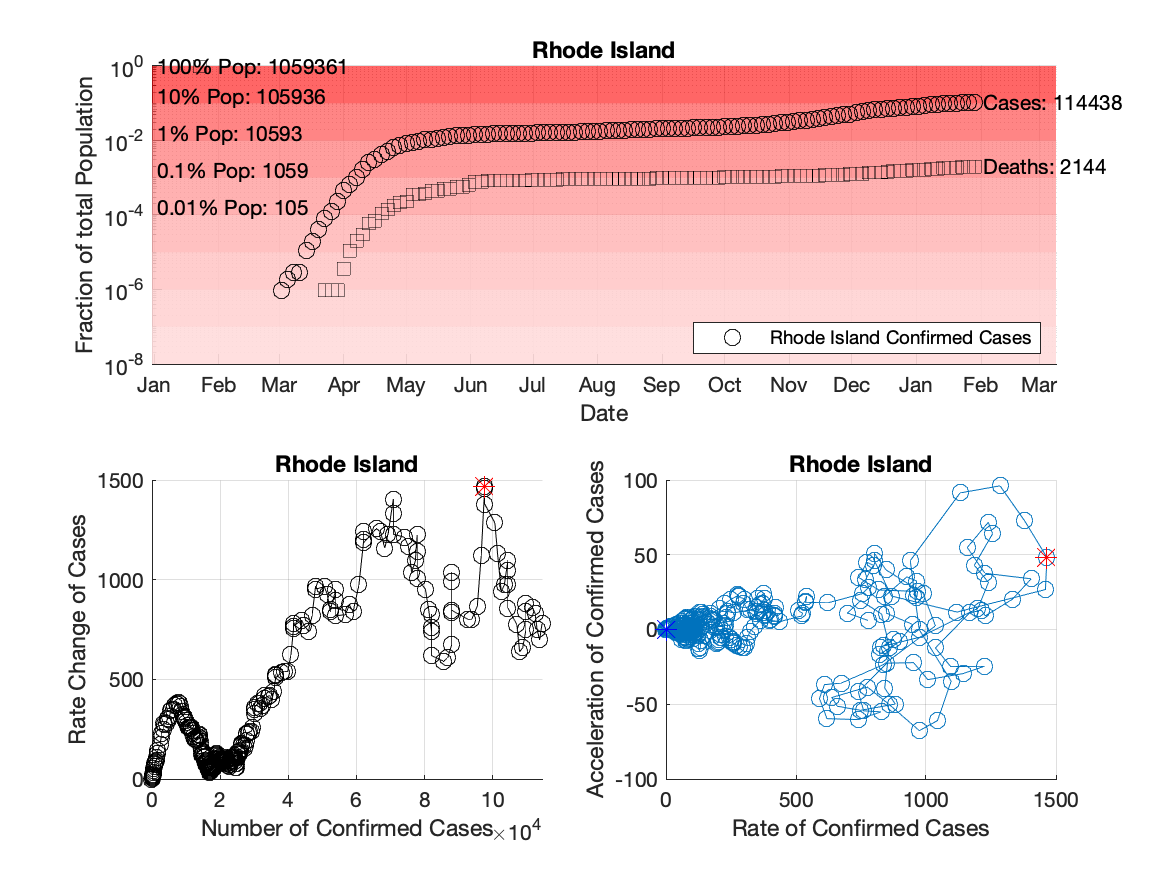 Rhode Island
Fraction of total Population
10^0
10^-2
10^-4
10^-6
10^-8
100% Pop: 1059361
10% Pop: 105936
1% Pop: 10593
0.1% Pop: 1059
0.01% Pop: 105
Cases: 114438
Deaths: 2144
Rhode Island Confirmed Cases
Jan Feb Mar Apr May Jun Jul Aug Sep Oct Nov Dec Jan Feb Mar
Date
Rhode Island
Rate Change of Cases
1500
1000
500
0
0 2 4 6 8 10
Number of Confirmed Cases ×10^4
Rhode Island
Acceleration of Confirmed Cases
100
50
0
-50
-100
0 500 1000 1500
Rate of Confirmed Cases